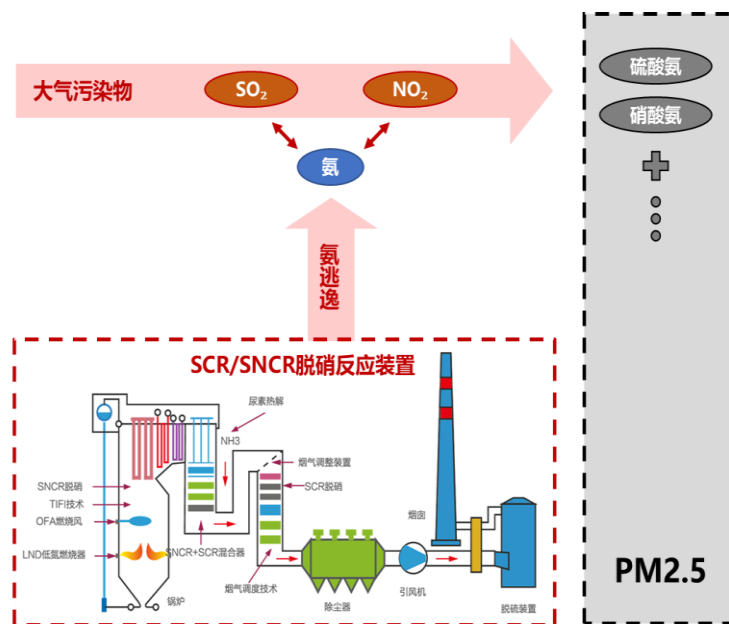 大气污染物
SO₂
NO₂
硫酸氨
硝酸氨
氨
氨逃逸
SCR/SNCR脱硝反应装置
尿素热解
NH3
烟气调整装置
SNCR脱硝
SCR脱硝
TIFI技术
OFA燃烧风
烟囱
LND低氮燃烧器
SNCR+SCR混合器
烟气调度技术
锅炉
除尘器
引风机
脱硫装置
PM2.5